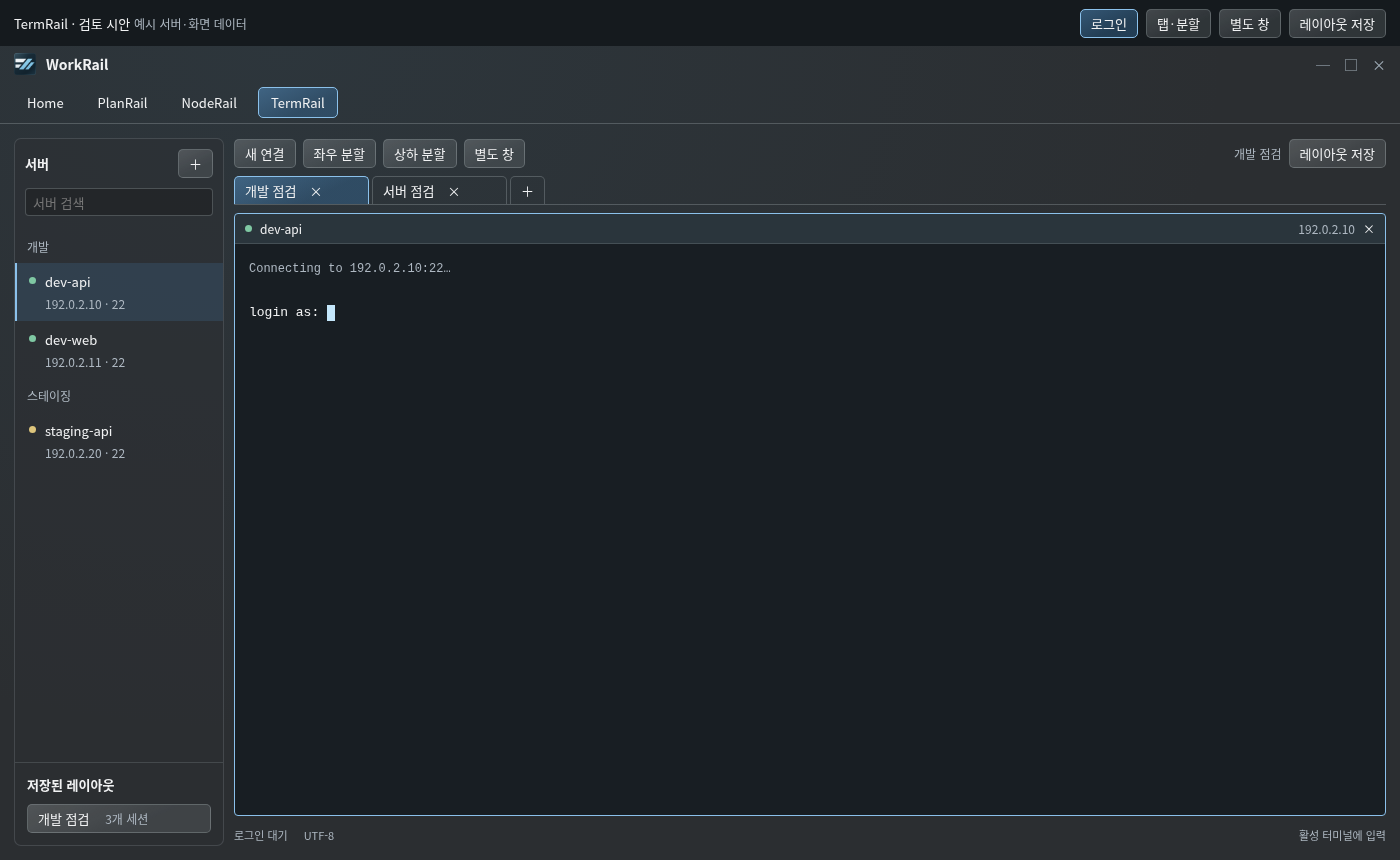 TermRail · 검토 시안 예시 서버·화면 데이터
로그인 탭·분할 별도 창 레이아웃 저장
WorkRail
Home PlanRail NodeRail TermRail
서버 +
서버 검색
개발
dev-api
192.0.2.10 · 22
dev-web
192.0.2.11 · 22
스테이징
staging-api
192.0.2.20 · 22
저장된 레이아웃
개발 점검 3개 세션
새 연결 좌우 분할 상하 분할 별도 창 개발 점검 레이아웃 저장
개발 점검 × 서버 점검 × +
dev-api 192.0.2.10 ×
Connecting to 192.0.2.10:22…
login as:
로그인 대기 UTF-8 활성 터미널에 입력